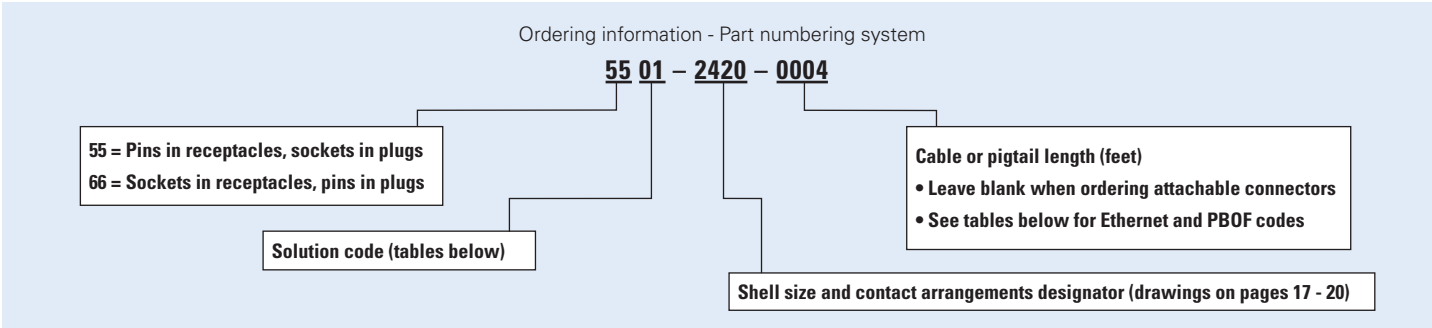 Ordering information - Part numbering system
55 01 – 2420 – 0004
55 = Pins in receptacles, sockets in plugs
66 = Sockets in receptacles, pins in plugs
Cable or pigtail length (feet)
• Leave blank when ordering attachable connectors
• See tables below for Ethernet and PBOF codes
Solution code (tables below)
Shell size and contact arrangements designator (drawings on pages 17 - 20)